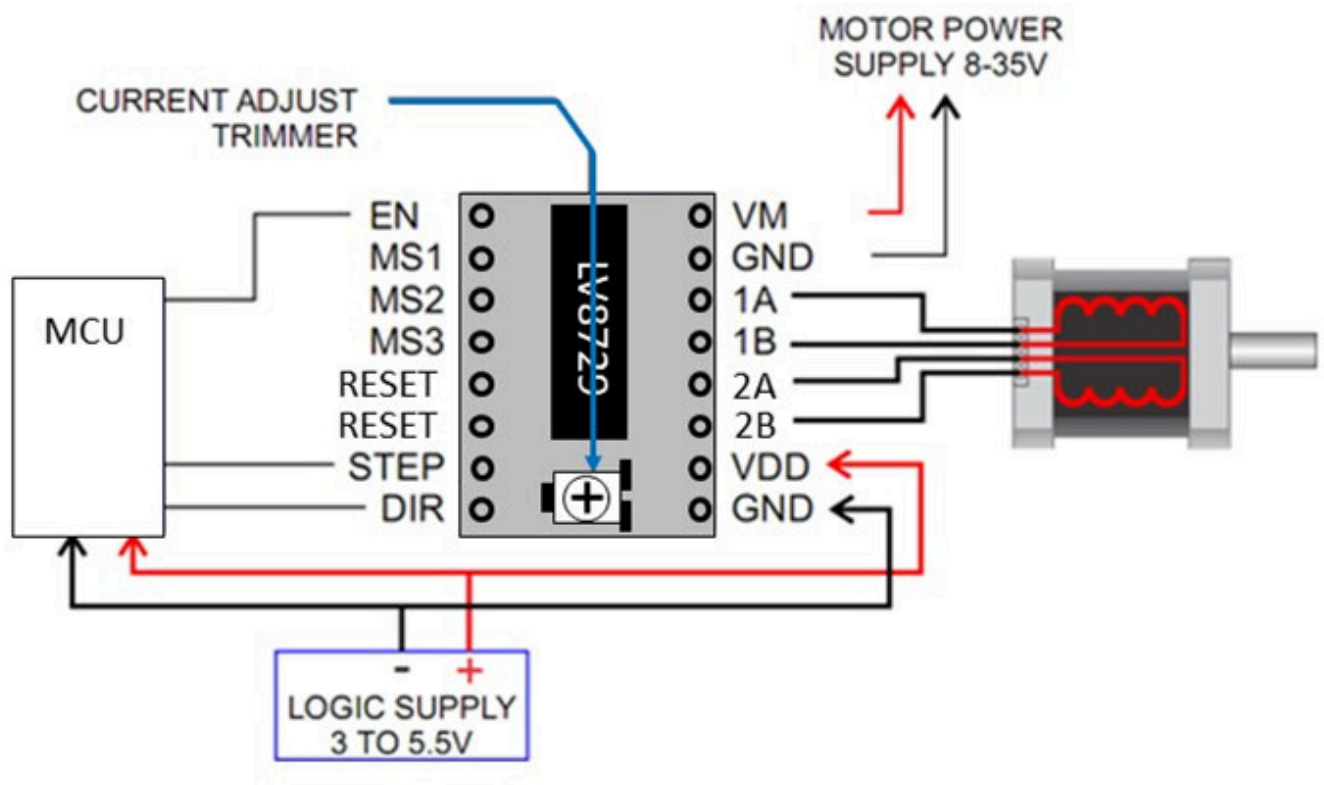 MOTOR POWER
SUPPLY 8-35V
CURRENT ADJUST
TRIMMER
EN
MS1
MS2
MS3
RESET
RESET
STEP
DIR
MCU
LV8729
VM
GND
1A
1B
2A
2B
VDD
GND
- +
LOGIC SUPPLY
3 TO 5.5V